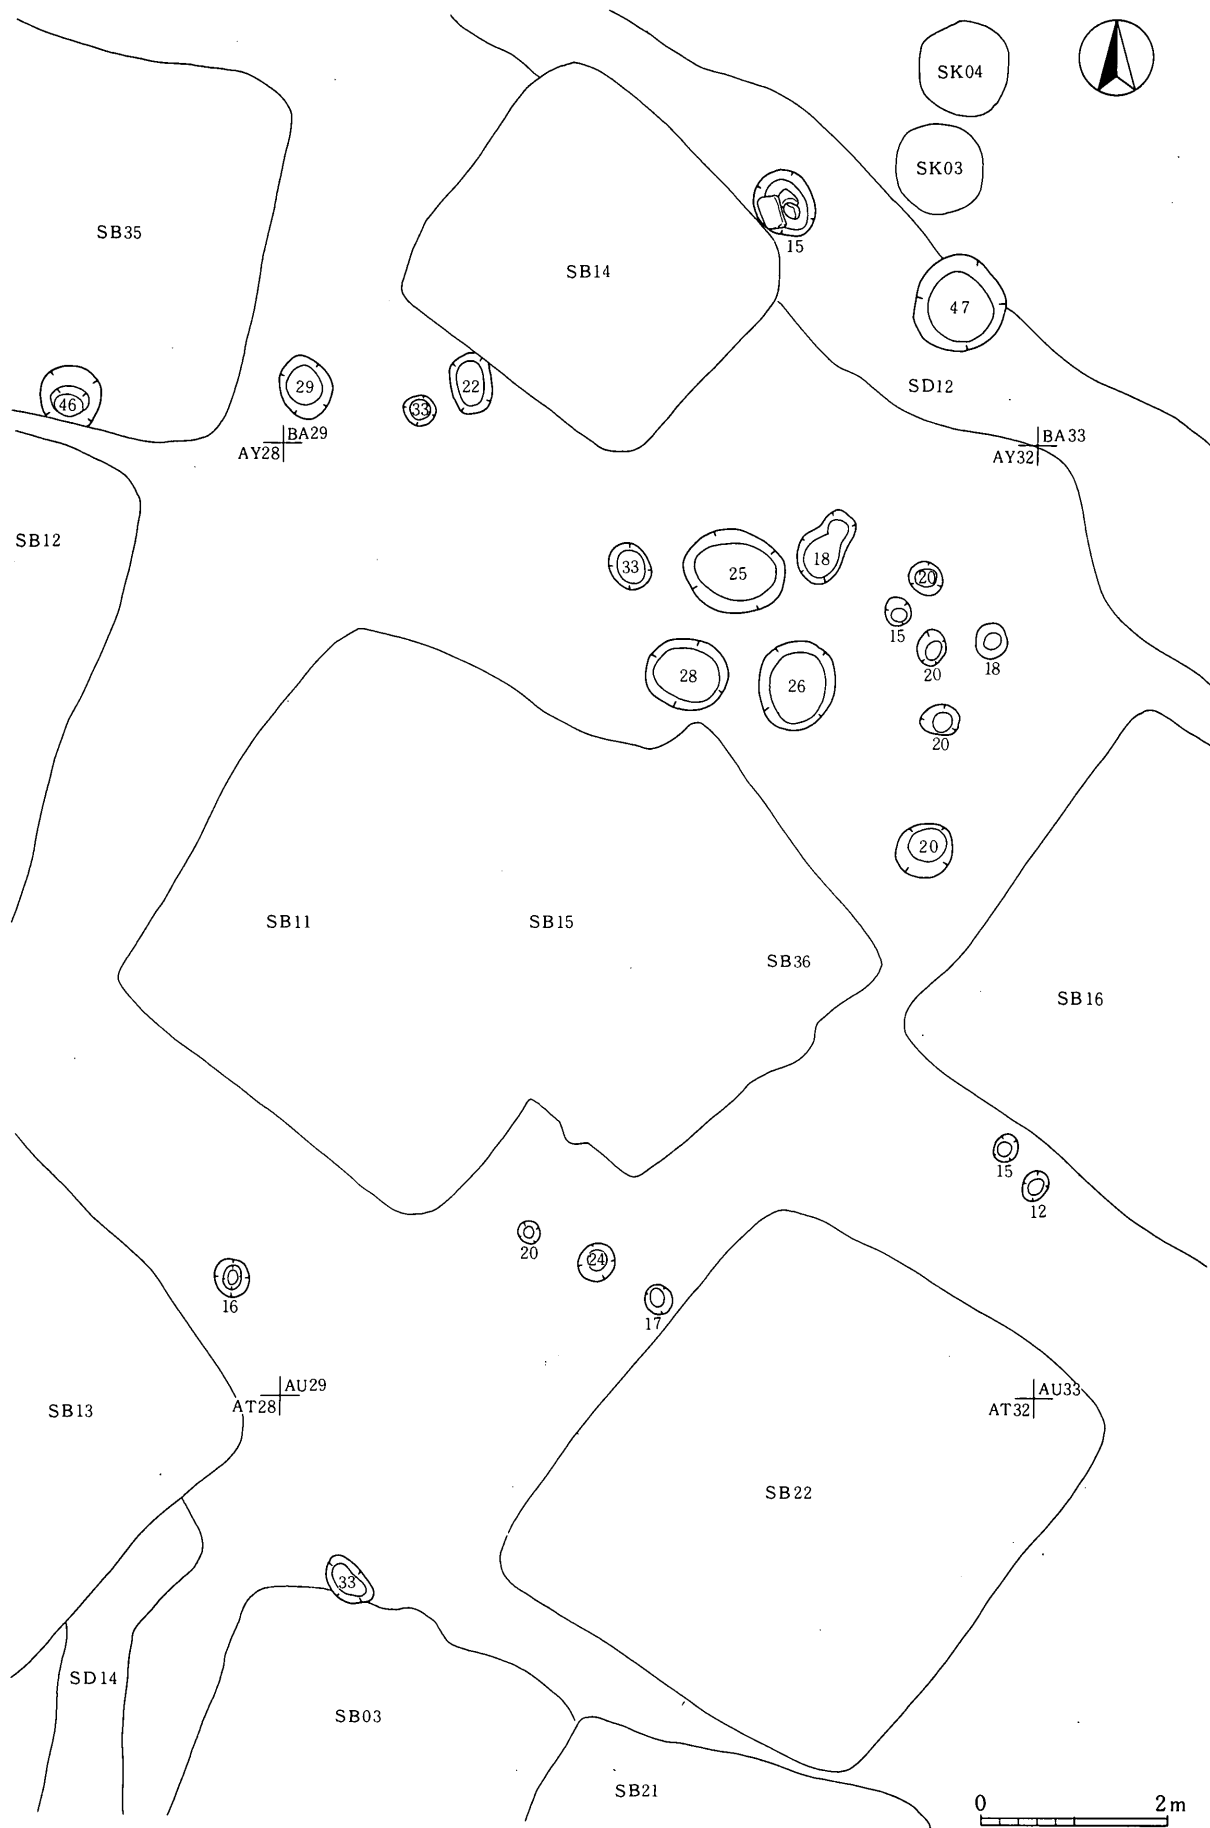 SK04
SK03
SB35
15
SB14
47
46
29
33
22
SD12
BA29
AY28
BA33
AY32
SB12
33
25
18
20
15
20
18
28
26
20
20
SB11
SB15
SB36
SB16
15
12
20
24
16
17
AU29
AT28
AU33
AT32
SB13
SB22
33
SD14
SB03
SB21
0 2m